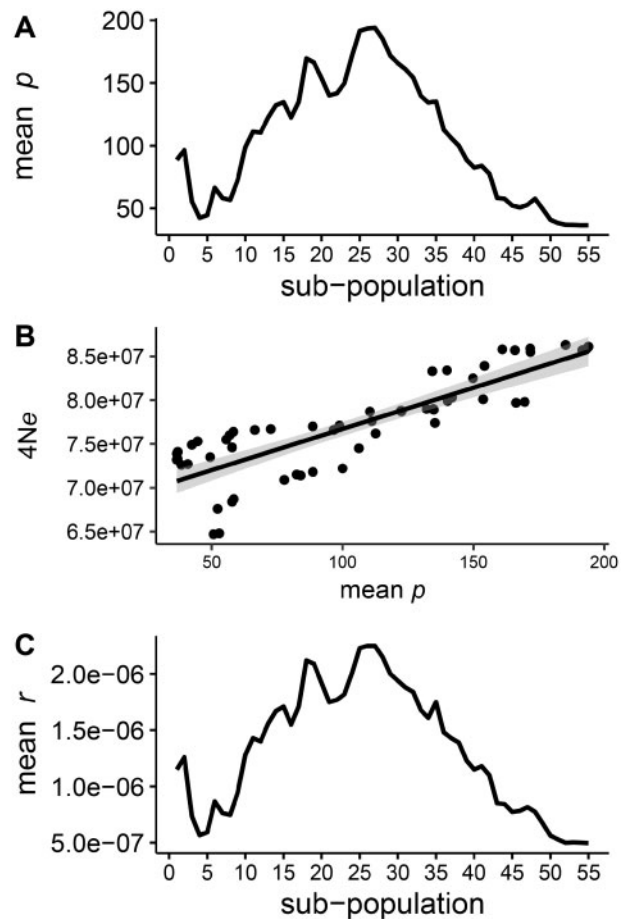 A
mean p
200
150
100
50
0 5 10 15 20 25 30 35 40 45 50 55
sub−population
B
4Ne
8.5e+07
8.0e+07
7.5e+07
7.0e+07
6.5e+07
50 100 150 200
mean p
C
mean r
2.0e−06
1.5e−06
1.0e−06
5.0e−07
0 5 10 15 20 25 30 35 40 45 50 55
sub−population